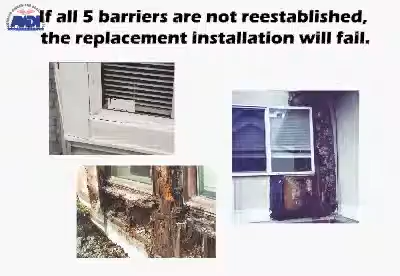 If all 5 barriers are not reestablished,
the replacement installation will fail.